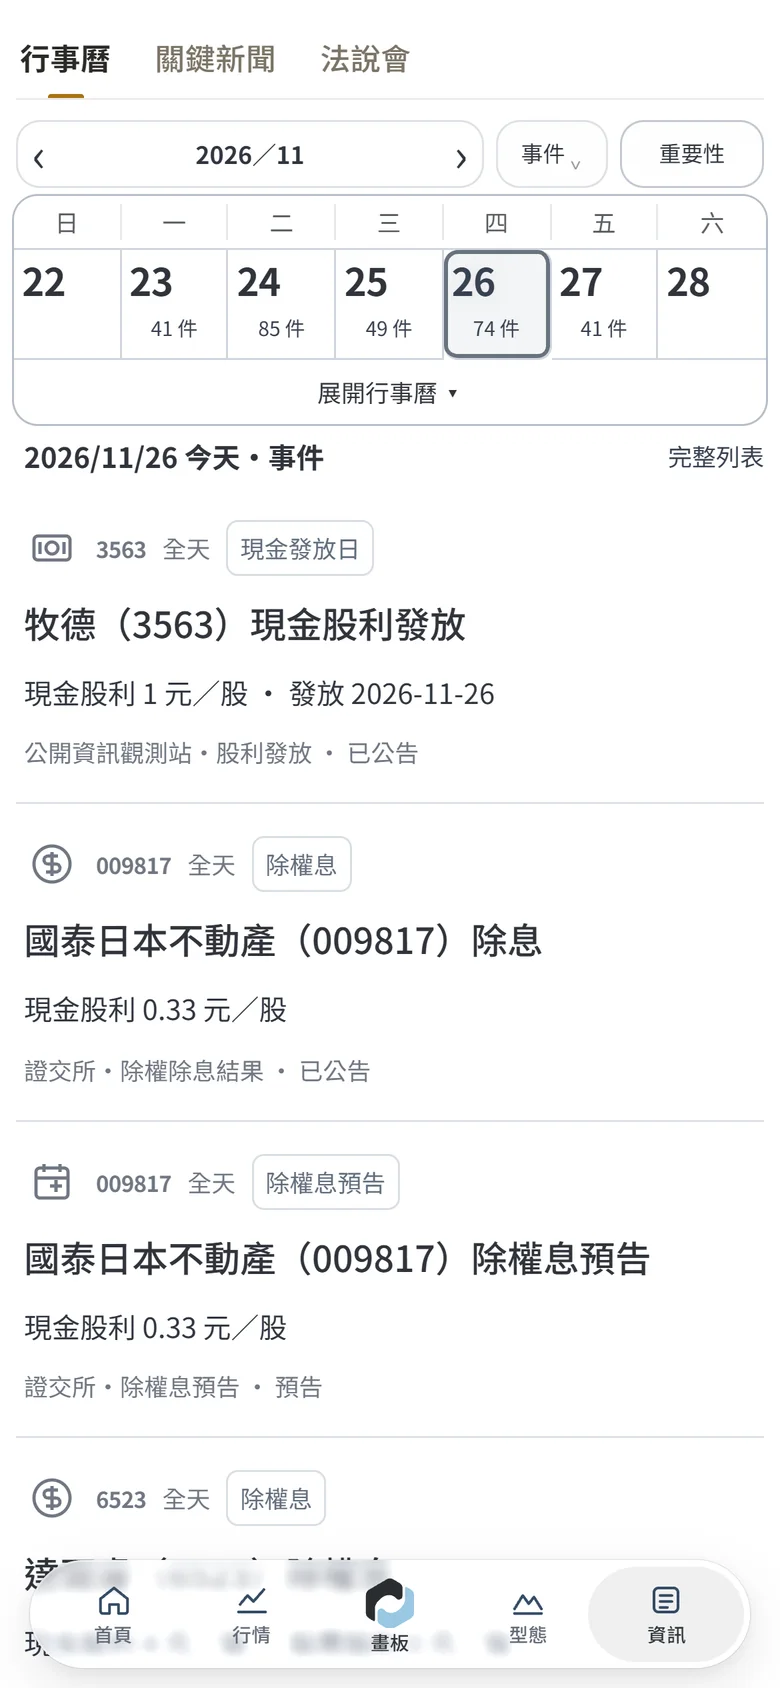 行事曆 關鍵新聞 法說會
‹ 2026／11 › 事件 重要性
日 一 二 三 四 五 六
22 23 24 25 26 27 28
41 件 85 件 49 件 74 件 41 件
展開行事曆 ▾
2026/11/26 今天・事件 完整列表
3563 全天 現金發放日
牧德（3563）現金股利發放
現金股利 1 元／股 ・ 發放 2026-11-26
公開資訊觀測站・股利發放 ・ 已公告
009817 全天 除權息
國泰日本不動產（009817）除息
現金股利 0.33 元／股
證交所・除權除息結果 ・ 已公告
009817 全天 除權息預告
國泰日本不動產（009817）除權息預告
現金股利 0.33 元／股
證交所・除權息預告 ・ 預告
6523 全天 除權息
達
現
首頁 行情 畫板 型態 資訊